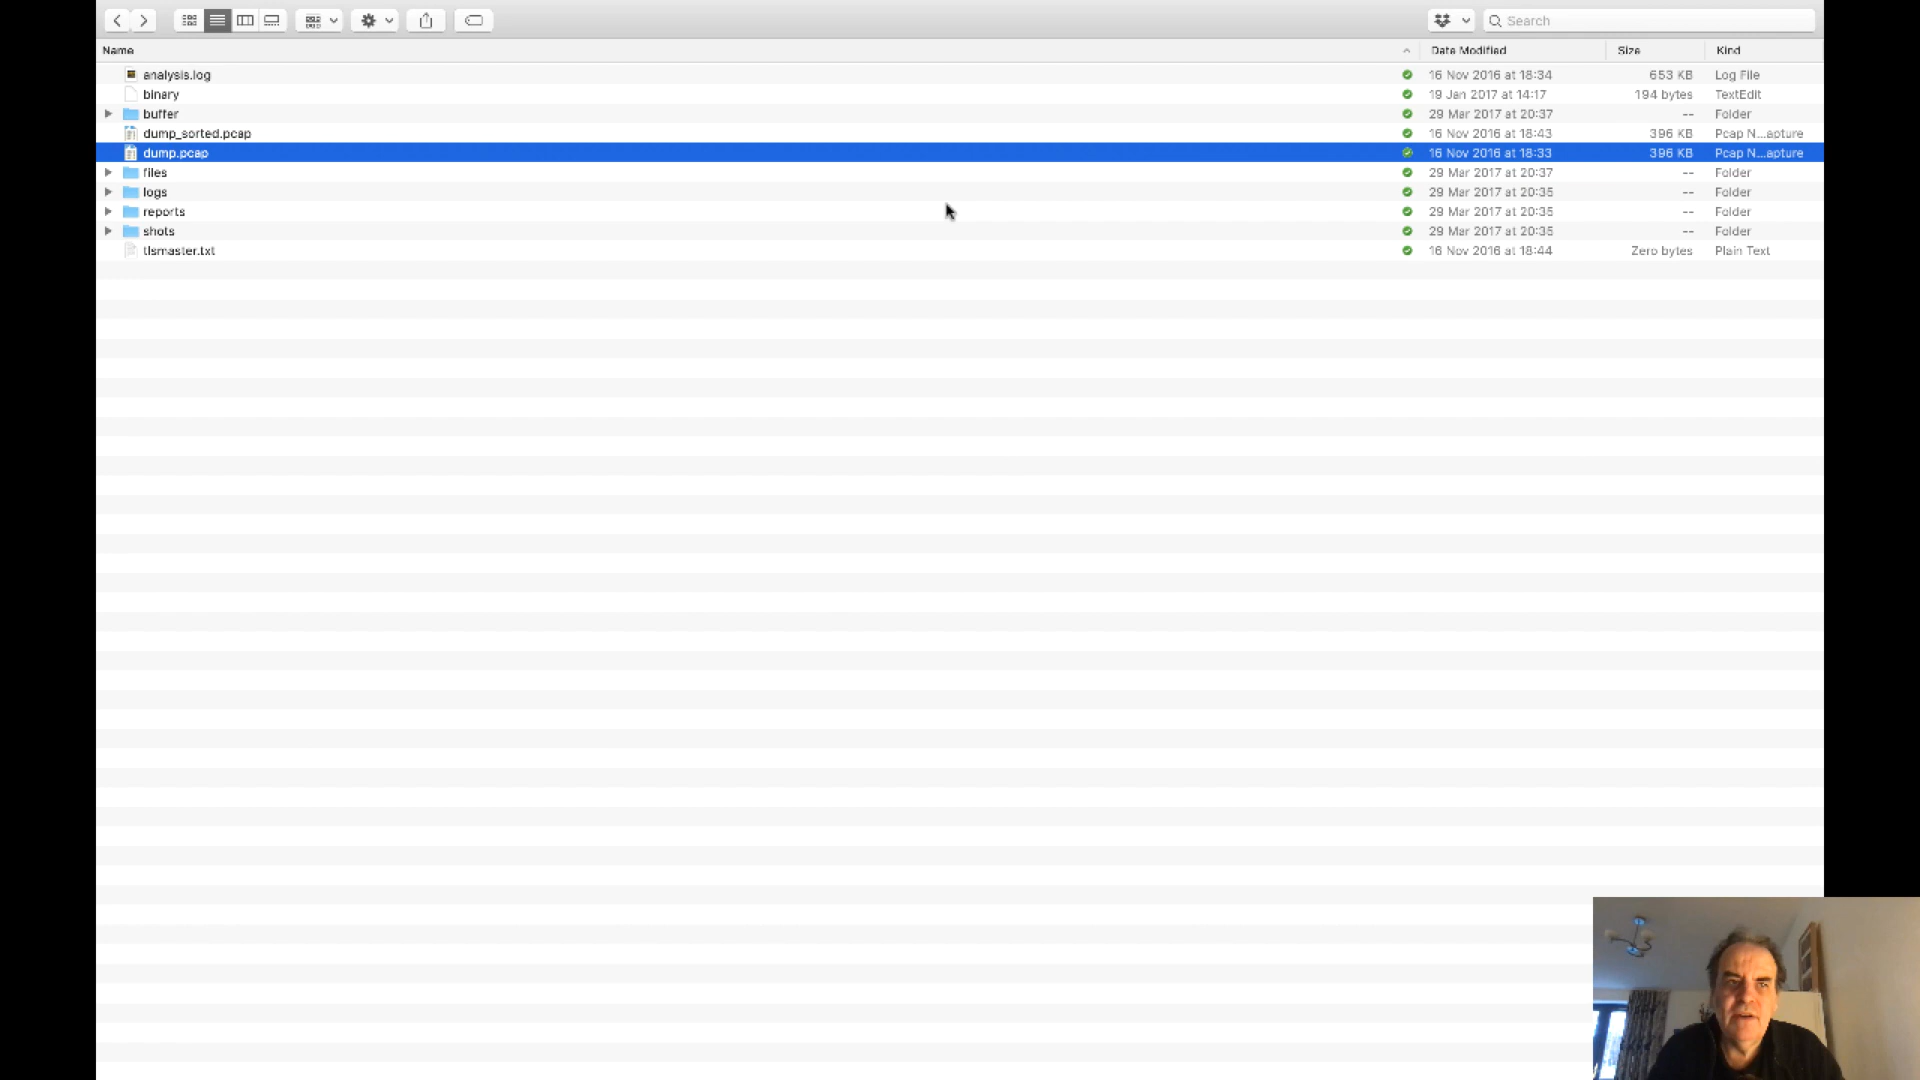 Search
Name Date Modified Size Kind
analysis.log 16 Nov 2016 at 18:34 653 KB Log File
binary 19 Jan 2017 at 14:17 194 bytes TextEdit
buffer 29 Mar 2017 at 20:37 -- Folder
dump_sorted.pcap 16 Nov 2016 at 18:43 396 KB Pcap N...apture
dump.pcap 16 Nov 2016 at 18:33 396 KB Pcap N...apture
files 29 Mar 2017 at 20:37 -- Folder
logs 29 Mar 2017 at 20:35 -- Folder
reports 29 Mar 2017 at 20:35 -- Folder
shots 29 Mar 2017 at 20:35 -- Folder
tlsmaster.txt 16 Nov 2016 at 18:44 Zero bytes Plain Text